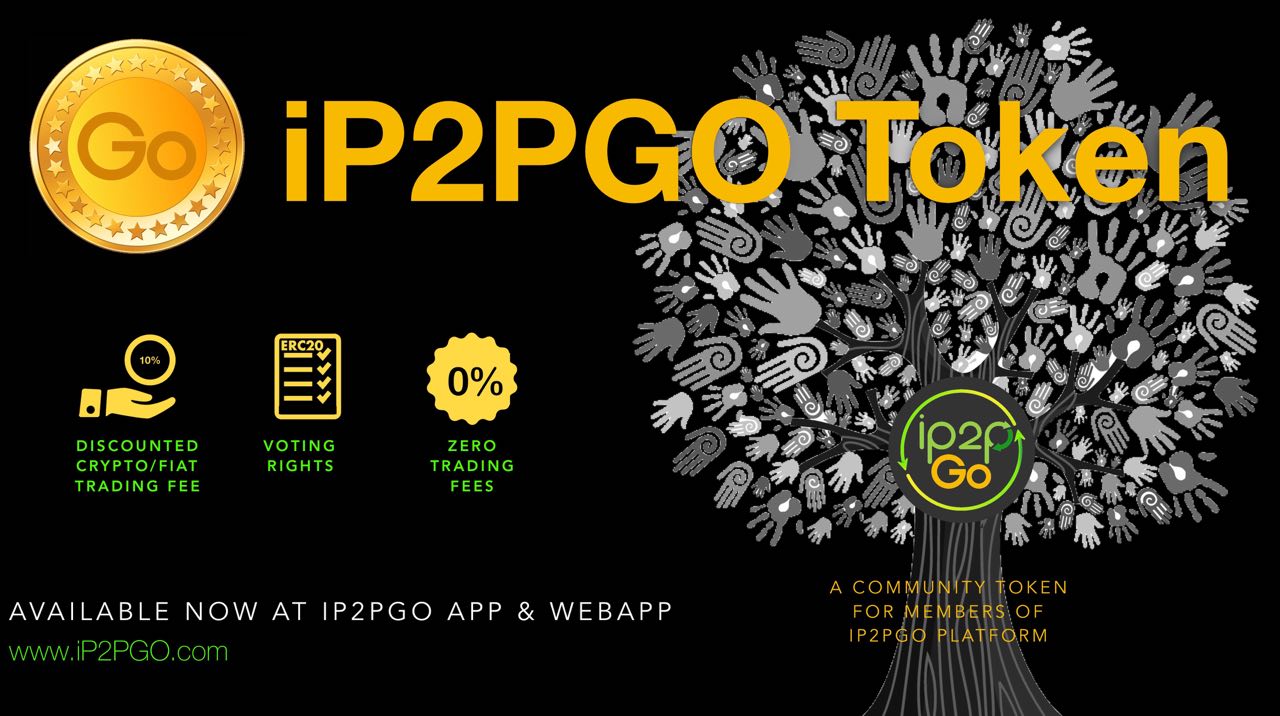 Go
iP2PGO Token
10%
ERC20
0%
DISCOUNTED
CRYPTO/FIAT
TRADING FEE
VOTING
RIGHTS
ZERO
TRADING
FEES
ip2p
Go
A COMMUNITY TOKEN
FOR MEMBERS OF
IP2PGO PLATFORM
AVAILABLE NOW AT IP2PGO APP & WEBAPP
www.iP2PGO.com